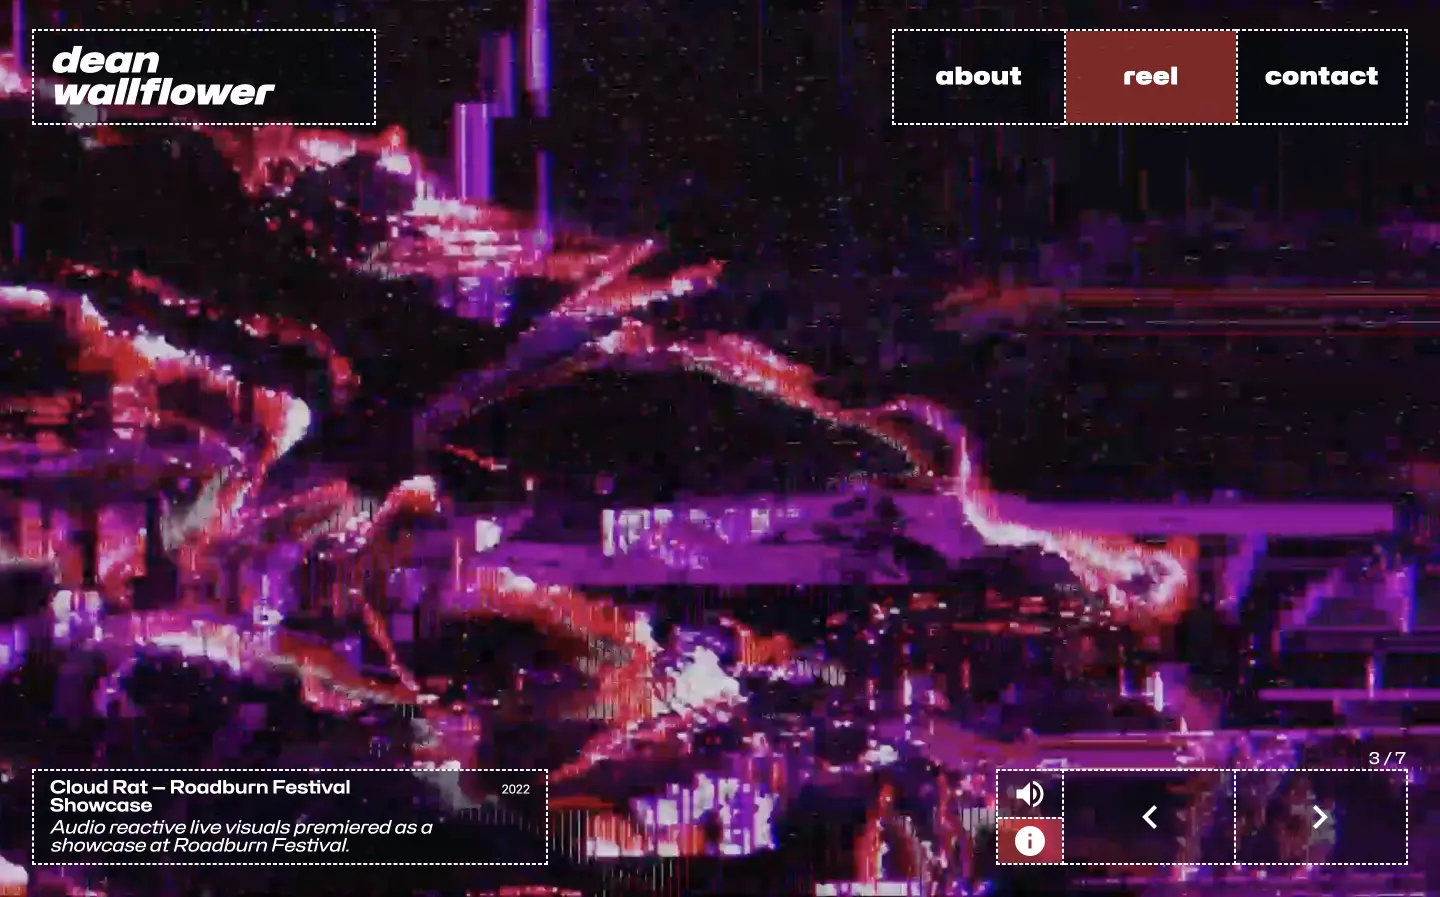 dean
wallflower
about
reel
contact
3 / 7
Cloud Rat – Roadburn Festival
Showcase
2022
Audio reactive live visuals premiered as a
showcase at Roadburn Festival.